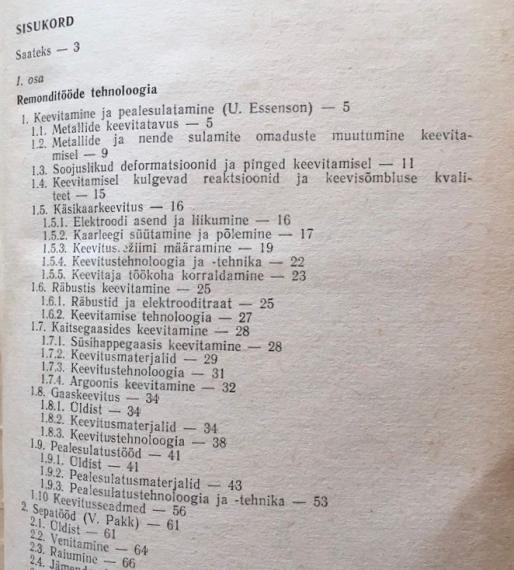 SISUKORD
Saateks — 3
I. osa
Remonditööde tehnoloogia
1. Keevitamine ja pealesulatamine (U. Essenson) — 5
1.1. Metallide keevitatavus — 5
1.2. Metallide ja nende sulamite omaduste muutumine keevita-
misel — 9
1.3. Soojuslikud deformatsioonid ja pinged keevitamisel — 11
1.4. Keevitamisel kulgevad reaktsioonid ja keevisõmbluse kvali-
teet — 15
1.5. Käsikaarkeevitus — 16
1.5.1. Elektroodi asend ja liikumine — 16
1.5.2. Kaarleegi süütamine ja põlemine — 17
1.5.3. määramine — 19
1.5.4. Keevitustehnoloogia ja -tehnika — 22
1.5.5. Keevitaja töökoha korraldamine — 23
1.6. Räbustis keevitamine — 25
1.6.1. Räbustid ja elektrooditraat — 25
1.6.2. Keevitamise tehnoloogia — 27
1.7. Kaitsegaasides keevitamine — 28
1.7.1. Süsihappegaasis keevitamine — 28
1.7.2. Keevitusmaterjalid — 29
1.7.3. Keevitustehnoloogia — 31
1.7.4. Argoonis keevitamine — 32
1.8. Gaaskeevitus — 34
1.8.1. Üldist — 34
1.8.2. Keevitusmaterjalid — 34
1.8.3. Keevitustehnoloogia — 38
1.9. Pealesulatustööd — 41
1.9.1. Üldist — 41
1.9.2. Pealesulatusmaterjalid — 43
1.9.3. Pealesulatustehnoloogia ja -tehnika — 53
1.10 Keevitusseadmed — 56
2. Sepatööd (V. Pakk) — 61
2.1. Üldist — 61
2.2. Venitamine — 64
2.3. Raiumine — 66
2.4.